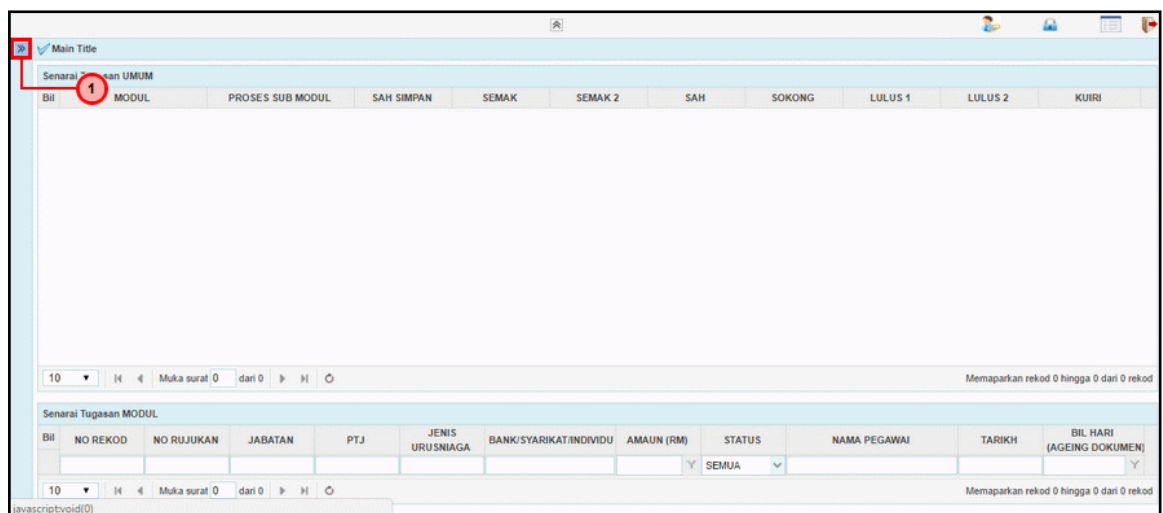 Main Title
Senarai Tugasan UMUM
1
Bil MODUL PROSES SUB MODUL SAH SIMPAN SEMAK SEMAK 2 SAH SOKONG LULUS 1 LULUS 2 KUIRI
10 Muka surat 0 dari 0 Memaparkan rekod 0 hingga 0 dari 0 rekod
Senarai Tugasan MODUL
Bil NO REKOD NO RUJUKAN JABATAN PTJ JENIS URUSNIAGA BANK/SYARIKAT/INDIVIDU AMAUN (RM) STATUS NAMA PEGAWAI TARIKH BIL HARI (AGEING DOKUMEN)
SEMUA
10 Muka surat 0 dari 0 Memaparkan rekod 0 hingga 0 dari 0 rekod
javascript:void(0)